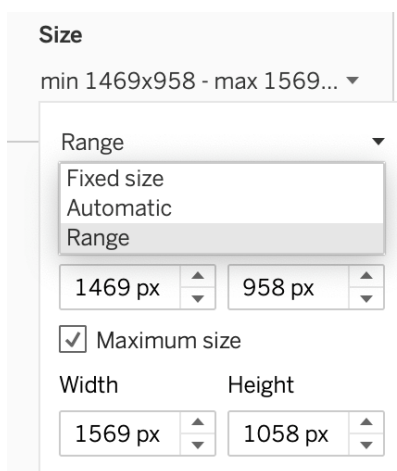 Size
min 1469x958 - max 1569...
Range
Fixed size
Automatic
Range
1469 px 958 px
Maximum size
Width Height
1569 px 1058 px